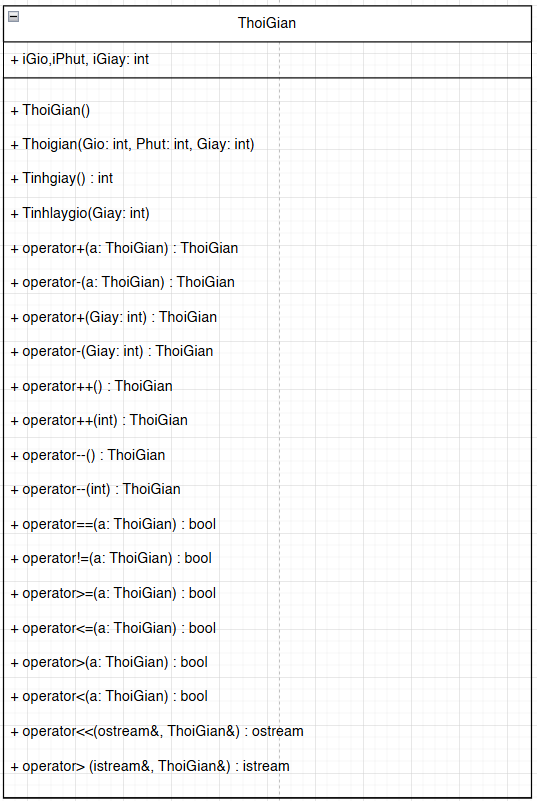 ThoiGian
+ iGio,iPhut, iGiay: int
+ ThoiGian()
+ Thoigian(Gio: int, Phut: int, Giay: int)
+ Tinhgiay() : int
+ Tinhlaygio(Giay: int)
+ operator+(a: ThoiGian) : ThoiGian
+ operator-(a: ThoiGian) : ThoiGian
+ operator+(Giay: int) : ThoiGian
+ operator-(Giay: int) : ThoiGian
+ operator++() : ThoiGian
+ operator++(int) : ThoiGian
+ operator--() : ThoiGian
+ operator--(int) : ThoiGian
+ operator==(a: ThoiGian) : bool
+ operator!=(a: ThoiGian) : bool
+ operator>=(a: ThoiGian) : bool
+ operator<=(a: ThoiGian) : bool
+ operator>(a: ThoiGian) : bool
+ operator<(a: ThoiGian) : bool
+ operator<<(ostream&, ThoiGian&) : ostream
+ operator> (istream&, ThoiGian&) : istream